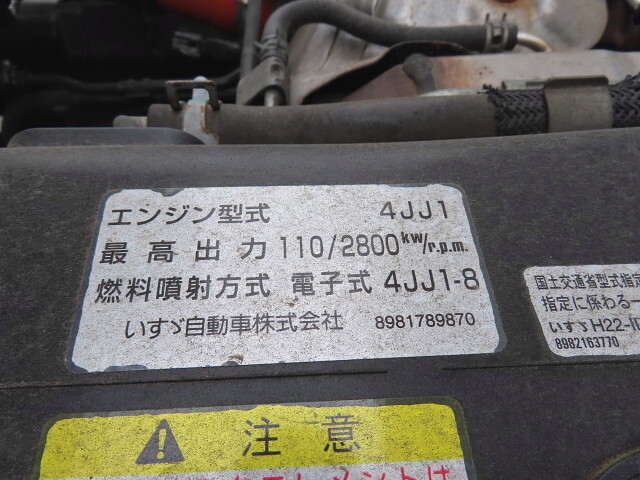 エンジン型式 4JJ1
最高出力 110/2800kW/r.p.m.
燃料噴射方式 電子式 4JJ1-8
いすゞ自動車株式会社 8981789870
国土交通省型式指定
指定に係わる
いすゞH22-
8982163770
注意